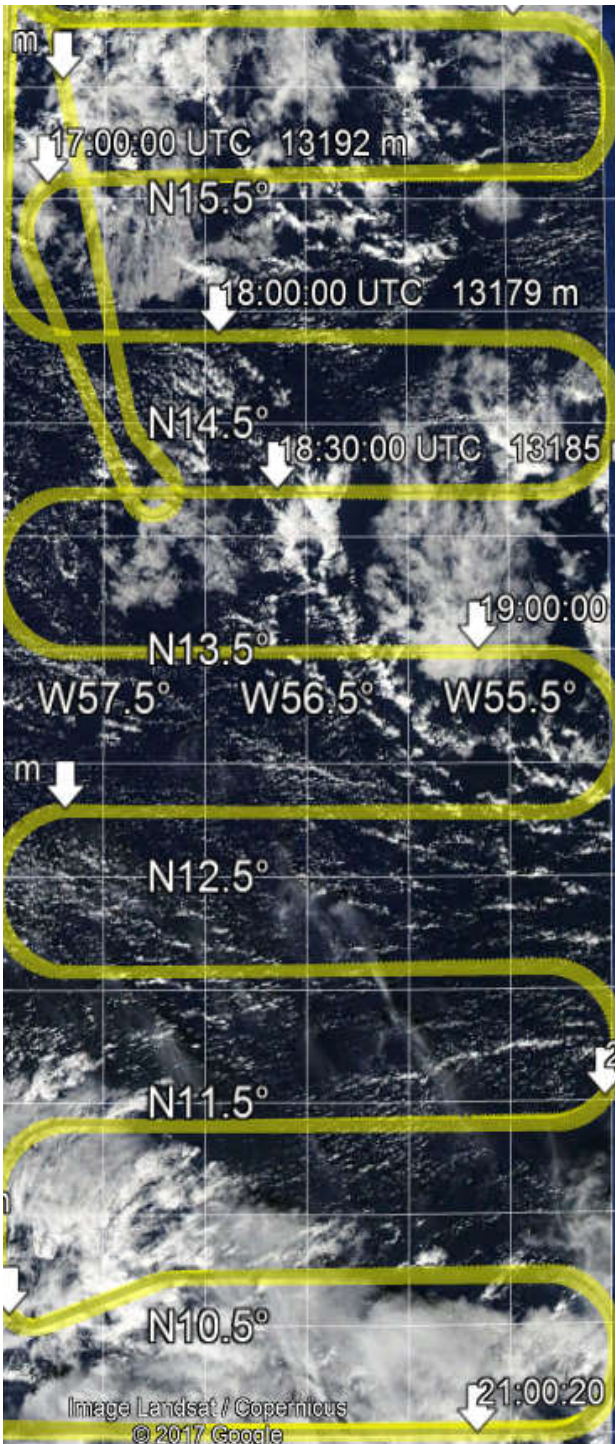 m
17:00:00 UTC 13192 m
N15.5°
18:00:00 UTC 13179 m
N14.5°
18:30:00 UTC 13185
N13.5°
19:00:00
W57.5° W56.5° W55.5°
m
N12.5°
2
N11.5°
N10.5°
21:00:20
Image Landsat / Copernicus
© 2017 Google